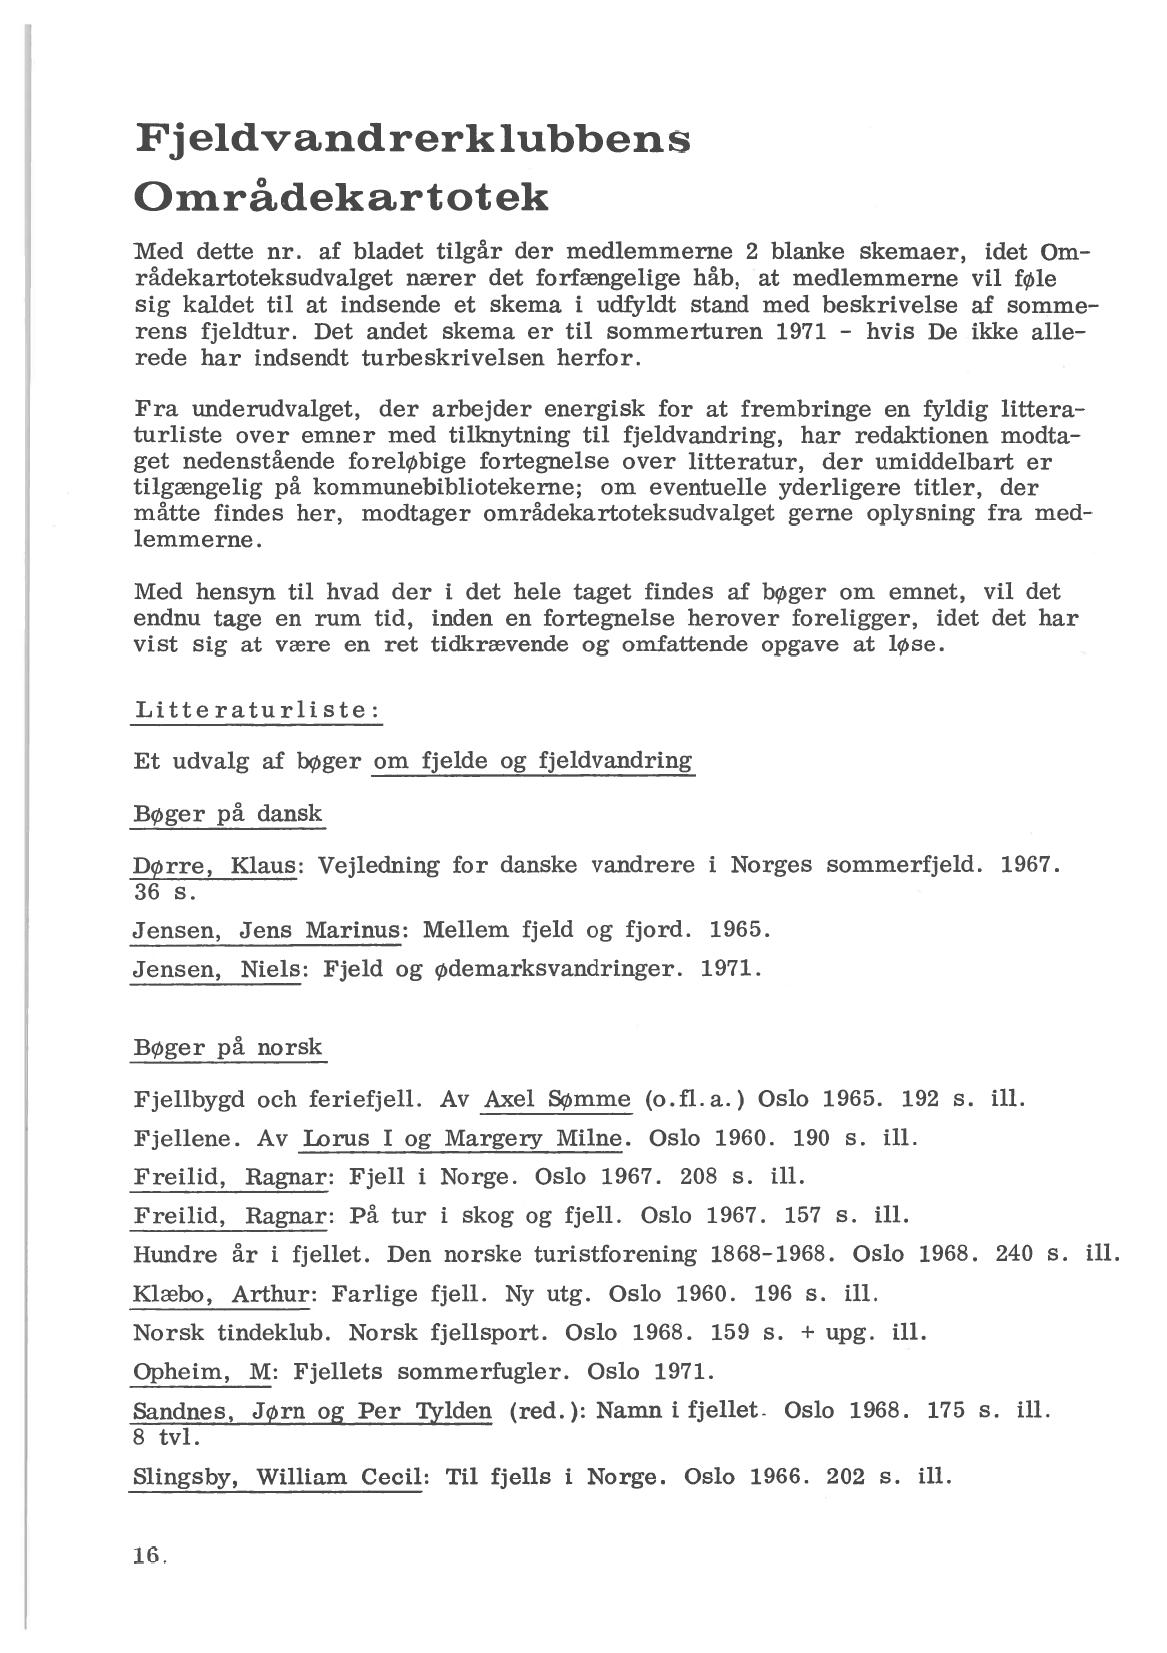 Fjeldvandrerklubbens
Områdekartotek
Med dette nr. af bladet tilgår der medlemmerne 2 blanke skemaer, idet Om-
rådekartoteksudvalget nærer det forfængelige håb, at medlemmerne vil føle
sig kaldet til at indsende et skema i udfyldt stand med beskrivelse af somme-
rens fjeldtur. Det andet skema er til sommerturen 1971 - hvis De ikke alle-
rede har indsendt turbeskrivelsen herfor.
Fra underudvalget, der arbejder energisk for at frembringe en fyldig littera-
turliste over emner med tilknytning til fjeldvandring, har redaktionen modta-
get nedenstående foreløbige fortegnelse over litteratur, der umiddelbart er
tilgængelig på kommunebibliotekerne; om eventuelle yderligere titler, der
måtte findes her, modtager områdekartoteksudvalget gerne oplysning fra med-
lemmerne.
Med hensyn til hvad der i det hele taget findes af bøger om emnet, vil det
endnu tage en rum tid, inden en fortegnelse herover foreligger, idet det har
vist sig at være en ret tidkrævende og omfattende opgave at løse.
Litteraturliste:
Et udvalg af bøger om fjelde og fjeldvandring
Bøger på dansk
Dørre, Klaus: Vejledning for danske vandrere i Norges sommerfjeld. 1967.
36 s.
Jensen, Jens Marinus: Mellem fjeld og fjord. 1965.
Jensen, Niels: Fjeld og ødemarksvandringer. 1971.
Bøger på norsk
Fjellbygd och feriefjell. Av Axel Sømme (o.fl.a.) Oslo 1965. 192 s. ill.
Fjellene. Av Lorus I og Margery Milne. Oslo 1960. 190 s. ill.
Freilid, Ragnar: Fjell i Norge. Oslo 1967. 208 s. ill.
Freilid, Ragnar: På tur i skog og fjell. Oslo 1967. 157 s. ill.
Hundre år i fjellet. Den norske turistforening 1868-1968. Oslo 1968. 240 s. ill.
Klæbo, Arthur: Farlige fjell. Ny utg. Oslo 1960. 196 s. ill.
Norsk tindeklub. Norsk fjellsport. Oslo 1968. 159 s. + upg. ill.
Opheim, M: Fjellets sommerfugler. Oslo 1971.
Sandnes, Jørn og Per Tylden (red.): Namn i fjellet. Oslo 1968. 175 s. ill.
8 tvl.
Slingsby, William Cecil: Til fjells i Norge. Oslo 1966. 202 s. ill.
16.